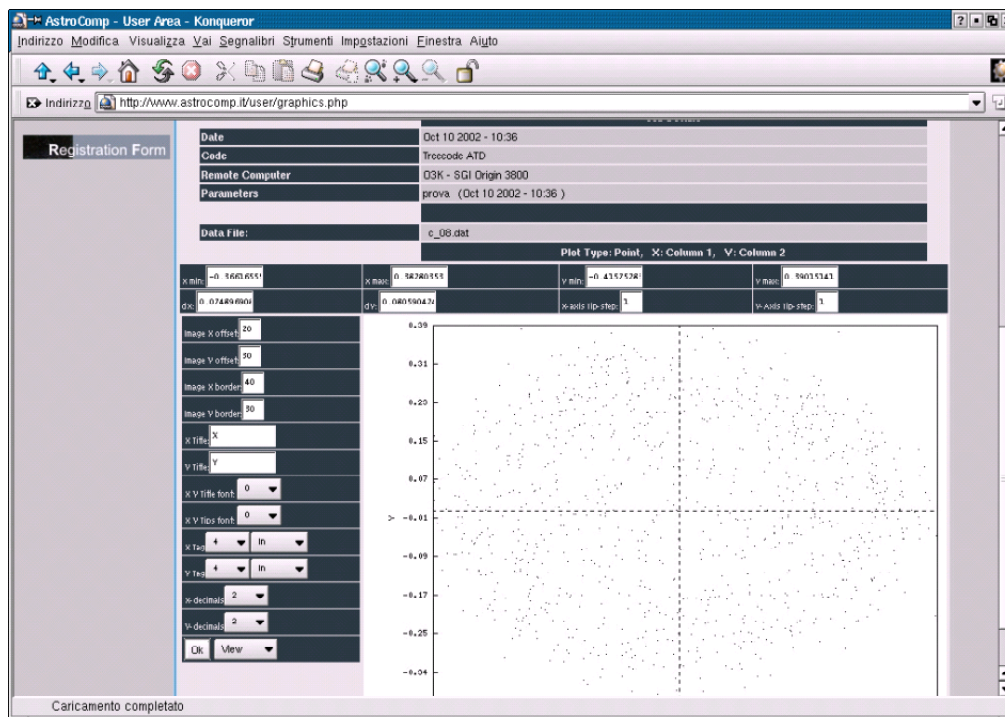 AstroComp - User Area - Konqueror
Indirizzo Modifica Visualizza Vai Segnalibri Strumenti Impostazioni Finestra Aiuto
Indirizzo http://www.astrocomp.it/user/graphics.php
Registration Form
Date Oct 10 2002 - 10:36
Code Treecode ATD
Remote Computer O3K - SGI Origin 3800
Parameters prova (Oct 10 2002 - 10:36 )
Data File: c_08.dat
Plot Type: Point, X: Column 1, Y: Column 2
x min: x max: y min: y max:
dx: dy: x-axis tip-step: 1 Y-Axis tip-step: 1
Image X offset: 20
Image Y offset: 30
Image X border: 40
Image Y border: 30
X Title: X
Y Title: Y
X Y Title font: 0
X Y Tips font: 0
X Tag 4 In
Y Tag 4 In
x-decimals 2
Y-decimals 2
Ok View
0.39
0.31
0.15
0.07
Y -0.01
-0.09
-0.17
-0.25
Caricamento completato